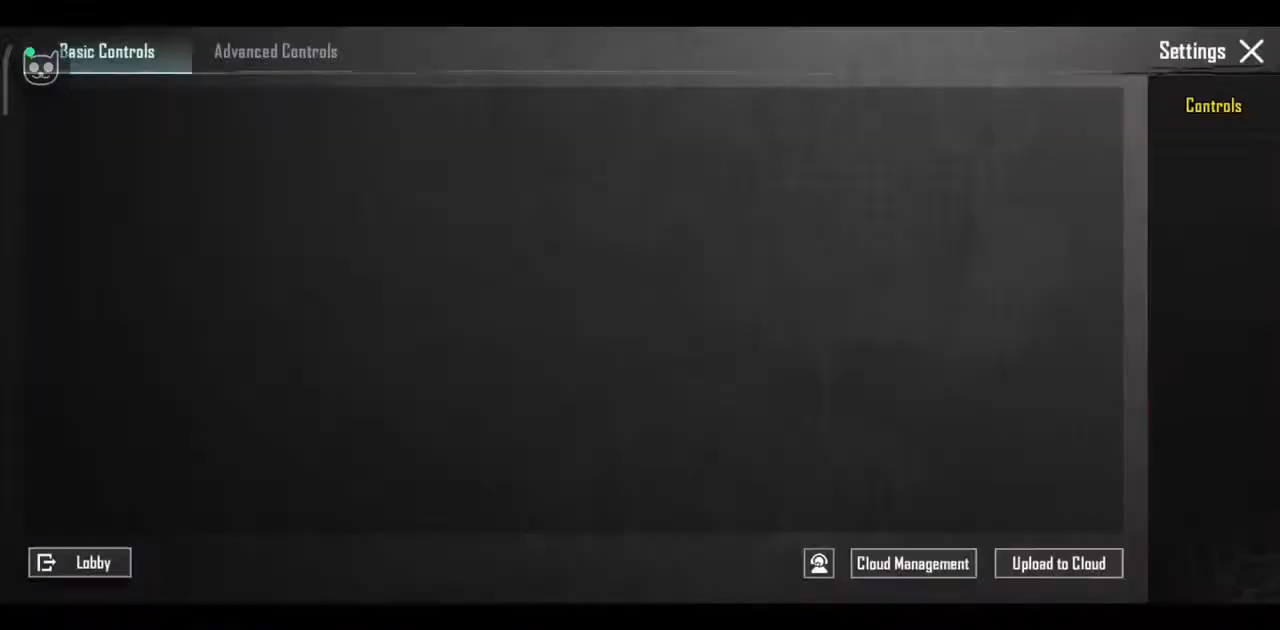 Basic Controls
Advanced Controls
Settings
Controls
Lobby
Cloud Management
Upload to Cloud